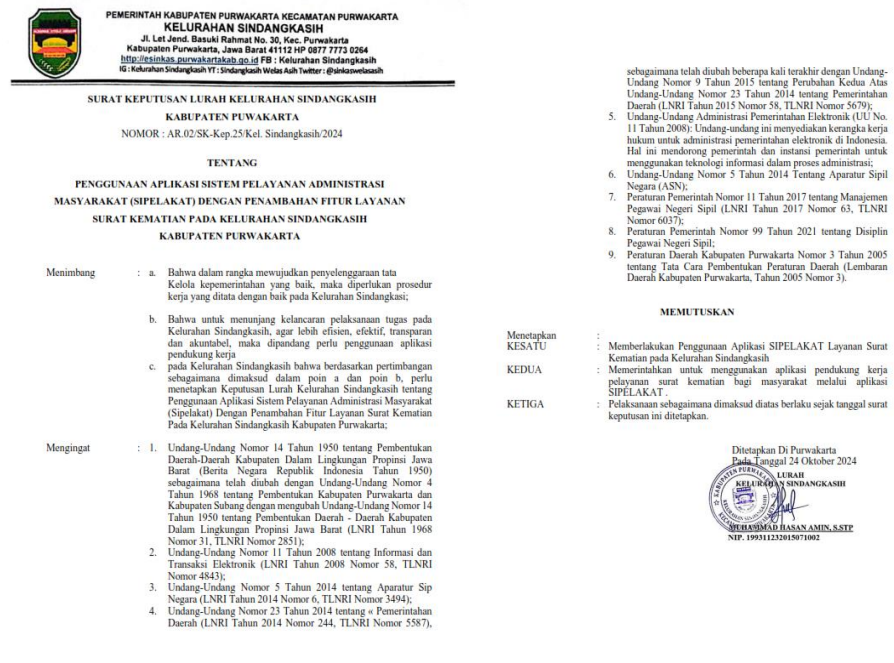 PEMERINTAH KABUPATEN PURWAKARTA KECAMATAN PURWAKARTA
KELURAHAN SINDANGKASIH
Jl. Let Jend. Basuki Rahmat No. 30, Kec. Purwakarta
Kabupaten Purwakarta, Jawa Barat 41112 HP 0877 7773 0264
http://esinkas.purwakartakab.go.id FB : Kelurahan Sindangkasih
IG : Kelurahan Sindangkasih YT : Sindangkasih Welas Asih Twitter : @sinkaswelasasih
SURAT KEPUTUSAN LURAH KELURAHAN SINDANGKASIH
KABUPATEN PUWAKARTA
NOMOR : AR.02/SK-Kep.25/Kel. Sindangkasih/2024
TENTANG
PENGGUNAAN APLIKASI SISTEM PELAYANAN ADMINISTRASI
MASYARAKAT (SIPELAKAT) DENGAN PENAMBAHAN FITUR LAYANAN
SURAT KEMATIAN PADA KELURAHAN SINDANGKASIH
KABUPATEN PURWAKARTA
Menimbang : a. Bahwa dalam rangka mewujudkan penyelenggaraan tata
Kelola kepemerintahan yang baik, maka diperlukan prosedur
kerja yang ditata dengan baik pada Kelurahan Sindangkasi;
b. Bahwa untuk menunjang kelancaran pelaksanaan tugas pada
Kelurahan Sindangkasih, agar lebih efisien, efektif, transparan
dan akuntabel, maka dipandang perlu penggunaan aplikasi
pendukung kerja
c. pada Kelurahan Sindangkasih bahwa berdasarkan pertimbangan
sebagaimana dimaksud dalam poin a dan poin b, perlu
menetapkan Keputusan Lurah Kelurahan Sindangkasih tentang
Penggunaan Aplikasi Sistem Pelayanan Administrasi Masyarakat
(Sipelakat) Dengan Penambahan Fitur Layanan Surat Kematian
Pada Kelurahan Sindangkasih Kabupaten Purwakarta;
Mengingat : 1. Undang-Undang Nomor 14 Tahun 1950 tentang Pembentukan
Daerah-Daerah Kabupaten Dalam Lingkungan Propinsi Jawa
Barat (Berita Negara Republik Indonesia Tahun 1950)
sebagaimana telah diubah dengan Undang-Undang Nomor 4
Tahun 1968 tentang Pembentukan Kabupaten Purwakarta dan
Kabupaten Subang dengan mengubah Undang-Undang Nomor 14
Tahun 1950 tentang Pembentukan Daerah - Daerah Kabupaten
Dalam Lingkungan Propinsi Jawa Barat (LNRI Tahun 1968
Nomor 31, TLNRI Nomor 2851);
2. Undang-Undang Nomor 11 Tahun 2008 tentang Informasi dan
Transaksi Elektronik (LNRI Tahun 2008 Nomor 58, TLNRI
Nomor 4843);
3. Undang-Undang Nomor 5 Tahun 2014 tentang Aparatur Sip
Negara (LNRI Tahun 2014 Nomor 6, TLNRI Nomor 3494);
4. Undang-Undang Nomor 23 Tahun 2014 tentang « Pemerintahan
Daerah (LNRI Tahun 2014 Nomor 244, TLNRI Nomor 5587),
sebagaimana telah diubah beberapa kali terakhir dengan Undang-
Undang Nomor 9 Tahun 2015 tentang Perubahan Kedua Atas
Undang-Undang Nomor 23 Tahun 2014 tentang Pemerintahan
Daerah (LNRI Tahun 2015 Nomor 58, TLNRI Nomor 5679);
5. Undang-Undang Administrasi Pemerintahan Elektronik (UU No.
11 Tahun 2008): Undang-undang ini menyediakan kerangka kerja
hukum untuk administrasi pemerintahan elektronik di Indonesia.
Hal ini mendorong pemerintah dan instansi pemerintah untuk
menggunakan teknologi informasi dalam proses administrasi;
6. Undang-Undang Nomor 5 Tahun 2014 Tentang Aparatur Sipil
Negara (ASN);
7. Peraturan Pemerintah Nomor 11 Tahun 2017 tentang Manajemen
Pegawai Negeri Sipil (LNRI Tahun 2017 Nomor 63, TLNRI
Nomor 6037);
8. Peraturan Pemerintah Nomor 99 Tahun 2021 tentang Disiplin
Pegawai Negeri Sipil;
9. Peraturan Daerah Kabupaten Purwakarta Nomor 3 Tahun 2005
tentang Tata Cara Pembentukan Peraturan Daerah (Lembaran
Daerah Kabupaten Purwakarta, Tahun 2005 Nomor 3).
MEMUTUSKAN
Menetapkan :
KESATU : Memberlakukan Penggunaan Aplikasi SIPELAKAT Layanan Surat
Kematian pada Kelurahan Sindangkasih
KEDUA : Memerintahkan untuk menggunakan aplikasi pendukung kerja
pelayanan surat kematian bagi masyarakat melalui aplikasi
SIPELAKAT .
KETIGA : Pelaksanaan sebagaimana dimaksud diatas berlaku sejak tanggal surat
keputusan ini ditetapkan.
Ditetapkan Di Purwakarta
Pada Tanggal 24 Oktober 2024
LURAH
KELURAHAN SINDANGKASIH
MUHAMMAD HASAN AMIN, S.STP
NIP. 199311232015071002